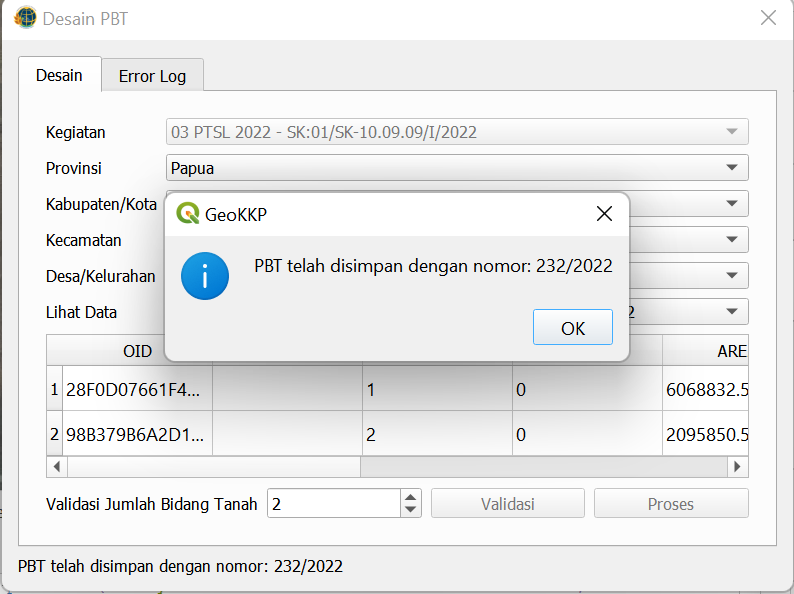 Desain PBT
Desain
Error Log
Kegiatan
03 PTSL 2022 - SK:01/SK-10.09.09/I/2022
Provinsi
Papua
Kabupaten/Kota
Kecamatan
Desa/Kelurahan
Lihat Data
2
GeoKKP
PBT telah disimpan dengan nomor: 232/2022
OK
OID
ARE
1 28F0D07661F4... 1 0 6068832.5
2 98B379B6A2D1... 2 0 2095850.5
Validasi Jumlah Bidang Tanah 2 Validasi Proses
PBT telah disimpan dengan nomor: 232/2022